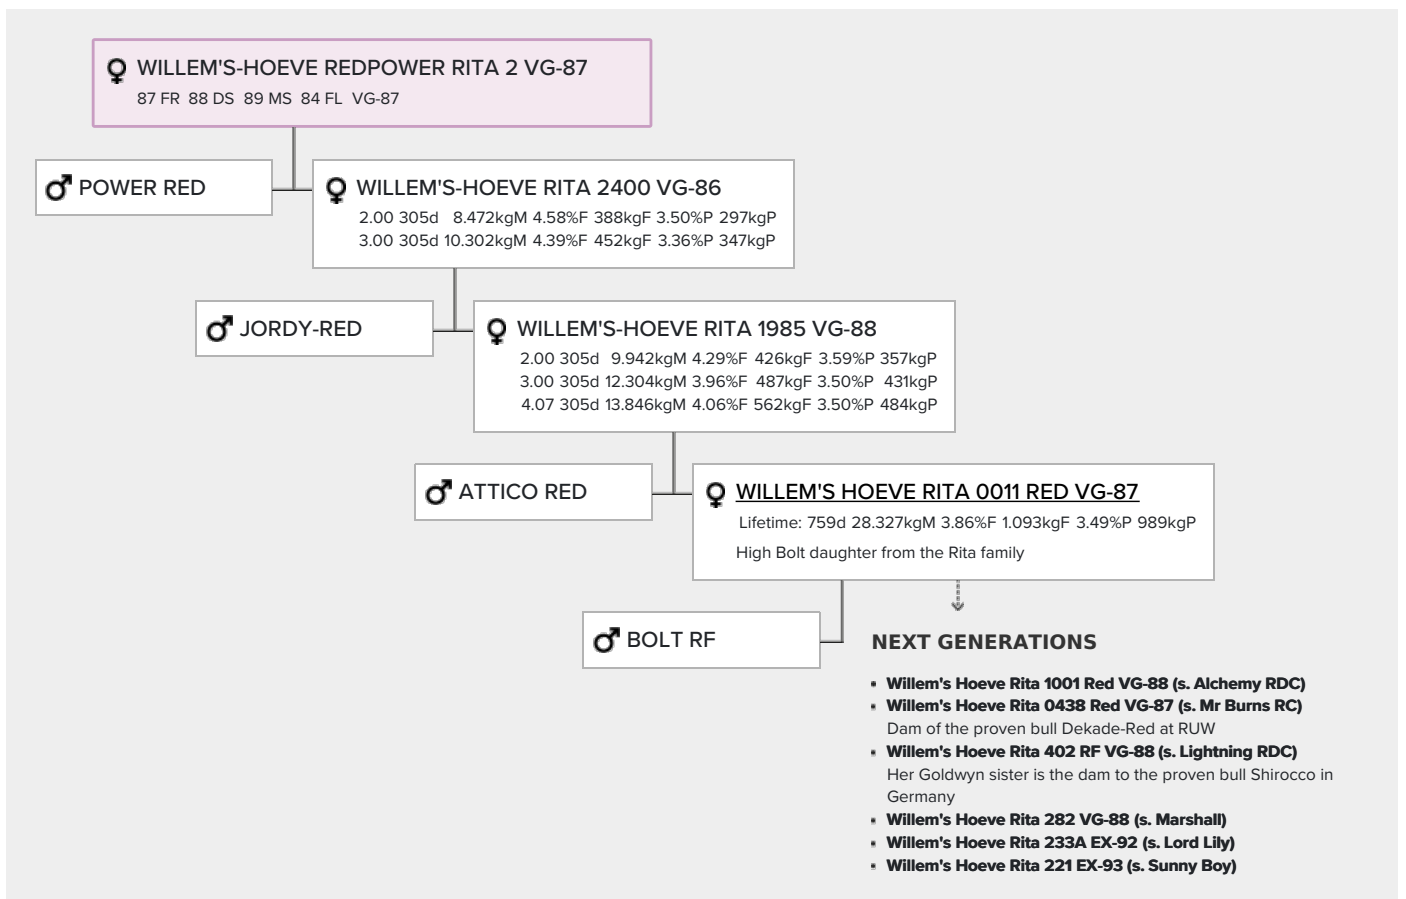 WILLEM'S-HOEVE REDPOWER RITA 2 VG-87
87 FR 88 DS 89 MS 84 FL VG-87
POWER RED
WILLEM'S-HOEVE RITA 2400 VG-86
2.00 305d 8.472kgM 4.58%F 388kgF 3.50%P 297kgP
3.00 305d 10.302kgM 4.39%F 452kgF 3.36%P 347kgP
JORDY-RED
WILLEM'S-HOEVE RITA 1985 VG-88
2.00 305d 9.942kgM 4.29%F 426kgF 3.59%P 357kgP
3.00 305d 12.304kgM 3.96%F 487kgF 3.50%P 431kgP
4.07 305d 13.846kgM 4.06%F 562kgF 3.50%P 484kgP
ATTICO RED
WILLEM'S HOEVE RITA 0011 RED VG-87
Lifetime: 759d 28.327kgM 3.86%F 1.093kgF 3.49%P 989kgP
High Bolt daughter from the Rita family
BOLT RF
NEXT GENERATIONS
▪ Willem's Hoeve Rita 1001 Red VG-88 (s. Alchemy RDC)
▪ Willem's Hoeve Rita 0438 Red VG-87 (s. Mr Burns RC)
Dam of the proven bull Dekade-Red at RUW
▪ Willem's Hoeve Rita 402 RF VG-88 (s. Lightning RDC)
Her Goldwyn sister is the dam to the proven bull Shirocco in
Germany
▪ Willem's Hoeve Rita 282 VG-88 (s. Marshall)
▪ Willem's Hoeve Rita 233A EX-92 (s. Lord Lily)
▪ Willem's Hoeve Rita 221 EX-93 (s. Sunny Boy)